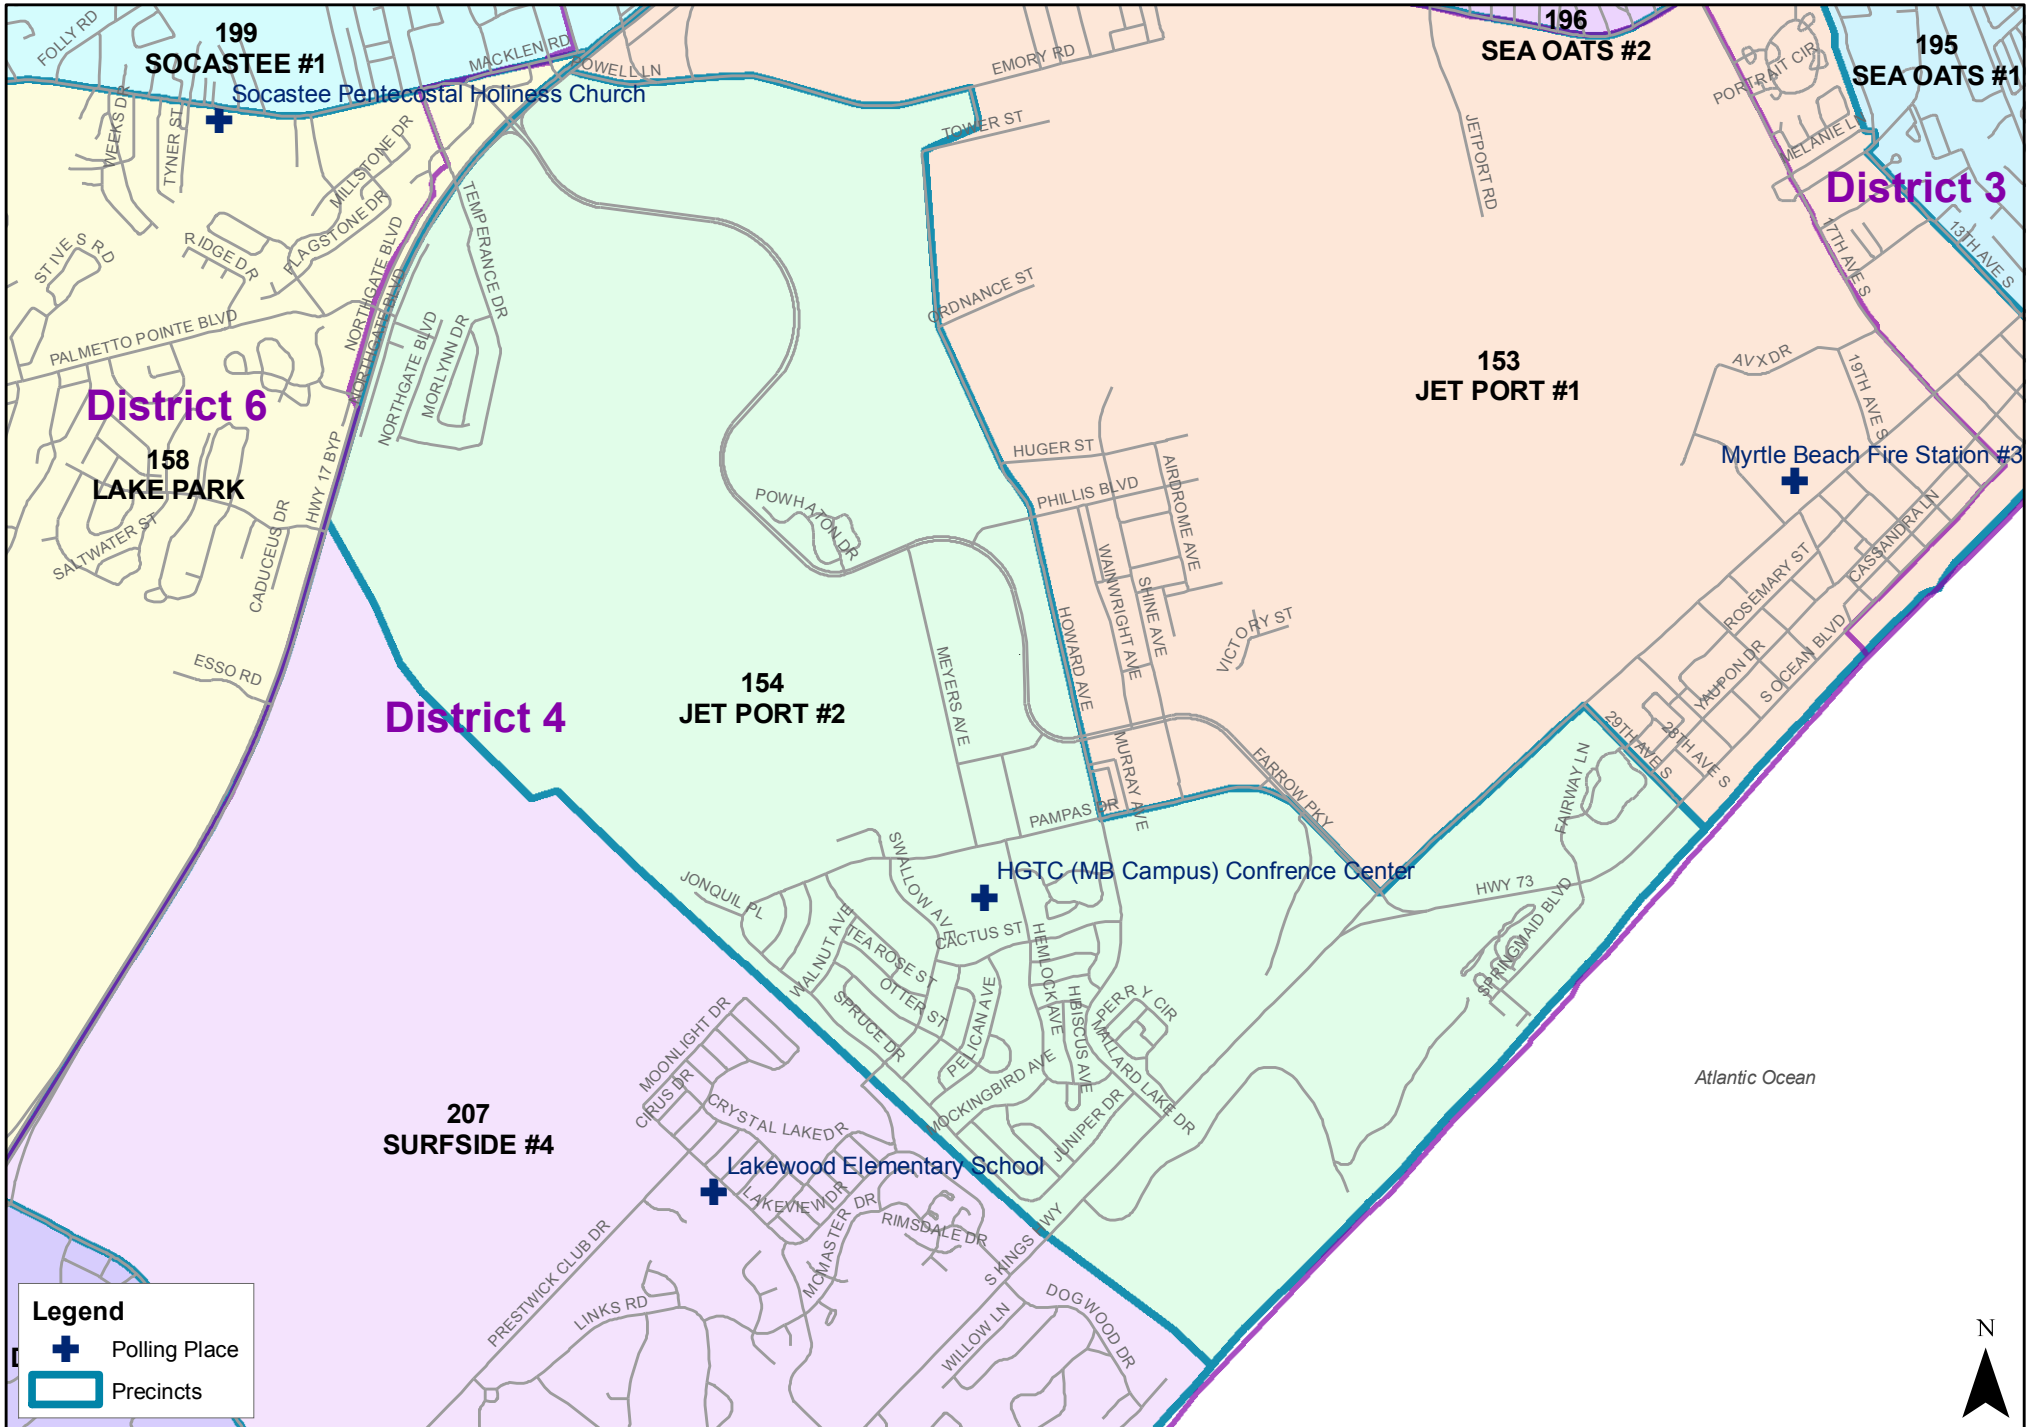 199
SOCASTEE #1
196
SEA OATS #2
195
SEA OATS #1
FOLLY RD
MACKLEN RD
POWELL LN
EMORY RD
PORTRAIT CIR
Socastee Pentecostal Holiness Church
WEEKS DR
TYNER ST
MILLSTONE DR
TOWER ST
JETPORT RD
MELANIE L
District 3
FLAGSTONE DR
TEMPERANCE DR
ST IVES RD
RIDGE DR
17TH AVE S
13TH AVE S
NORTHGATE BLVD
NORTHGATE BLVD
NORTHGATE BLVD
MORLYNN DR
ORDNANCE ST
PALMETTO POINTE BLVD
153
JET PORT #1
AVX DR
19TH AVE S
District 6
158
LAKE PARK
HUGER ST
AIRDROME AVE
Myrtle Beach Fire Station #3
HWY 17 BYP
PHILLIS BLVD
POWHATON DR
SALTWATER ST
CADUCEUS DR
WAINWRIGHT AVE
SHINE AVE
CASSANDRA LN
ROSEMARY ST
HOWARD AVE
VICTORY ST
ESSO RD
MEYERS AVE
YAUPON DR
S OCEAN BLVD
154
JET PORT #2
District 4
29TH AVE S
28TH AVE S
MURRAY AVE
FARROW PKY
FAIRWAY LN
PAMPAS DR
SWALLOW AVE
HGTC (MB Campus) Confrence Center
HWY 73
JONQUIL PL
WALNUT AVE
TEA ROSE ST
CACTUS ST
HEMLOCK AVE
SPRINGMAID BLVD
OTTER ST
SPRUCE DR
PELICAN AVE
HIBISCUS AVE
PERRY CIR
MALLARD LAKE DR
MOONLIGHT DR
CIRUS DR
MOCKINGBIRD AVE
JUNIPER DR
Atlantic Ocean
CRYSTAL LAKE DR
207
SURFSIDE #4
Lakewood Elementary School
LAKEVIEW DR
MCMASTER DR
RIMSDALE DR
S KINGS WY
PRESTWICK CLUB DR
LINKS RD
WILLOW LN
DOGWOOD DR
Legend
Polling Place
Precincts
N